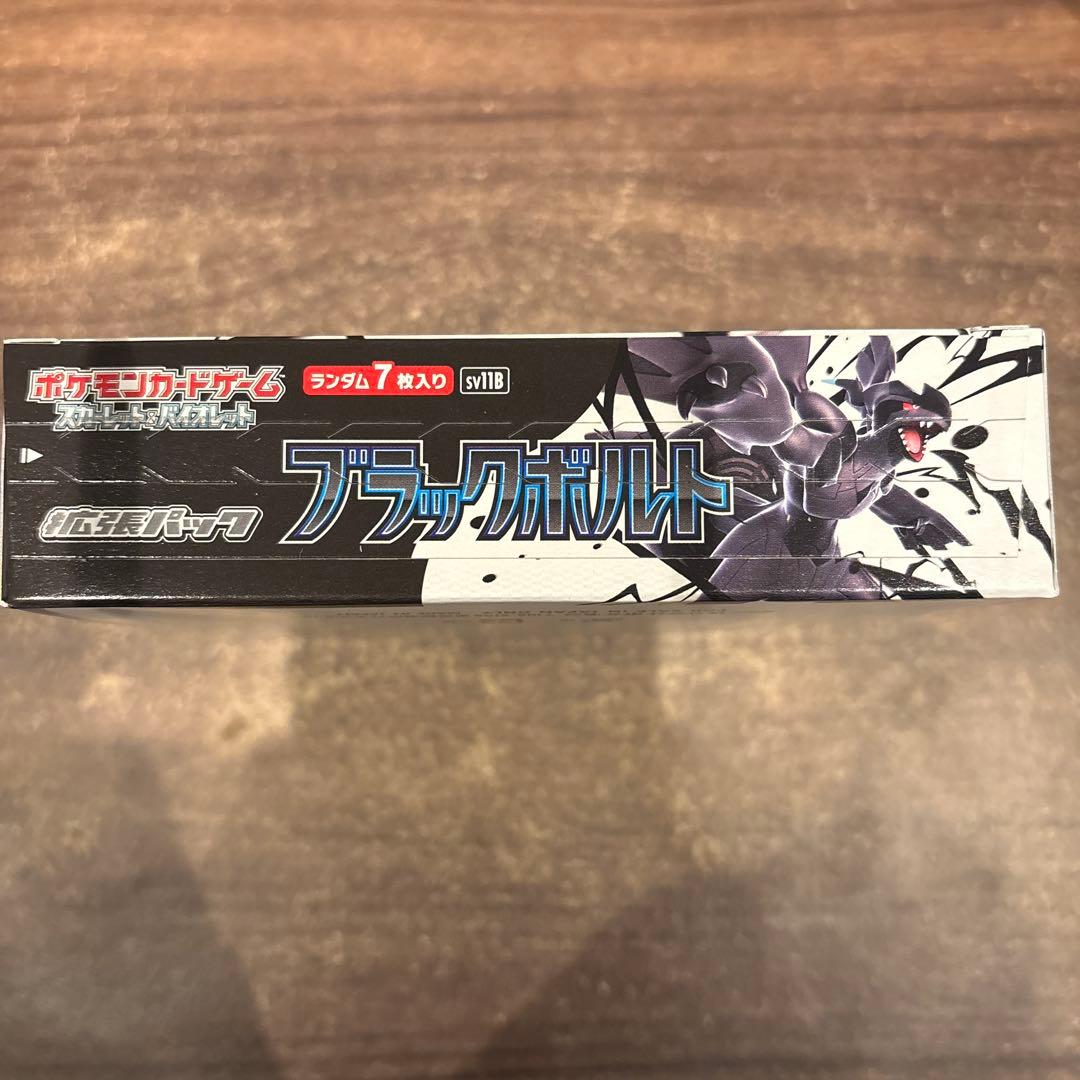 ポケモンカードゲーム
スカーレット&バイオレット
ランダム7枚入り
sv11B
拡張パック
ブラックボルト